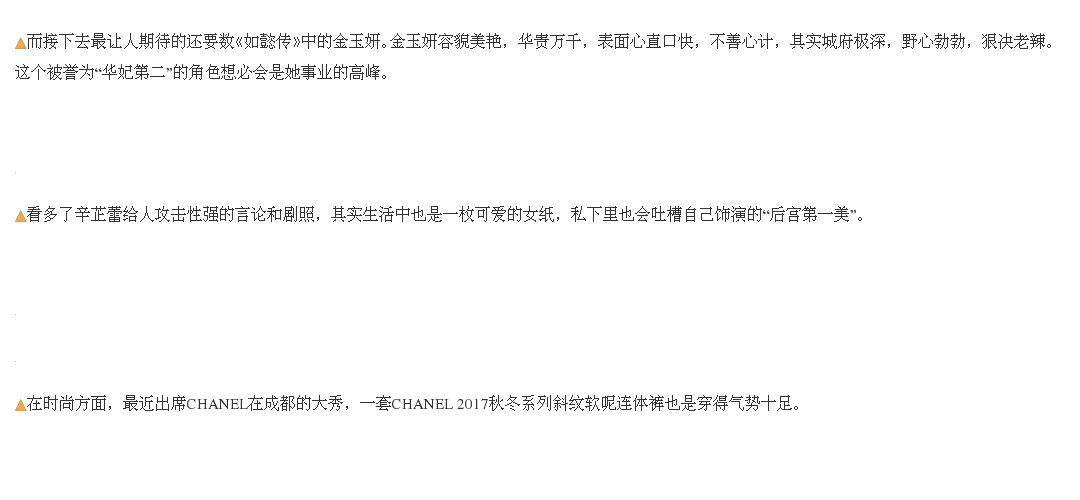 ▲而接下去最让人期待的还要数《如懿传》中的金玉妍。金玉妍容貌美艳，华贵万千，表面心直口快，不善心计，其实城府极深，野心勃勃，狠决老辣。
这个被誉为“华妃第二”的角色想必会是她事业的高峰。
▲看多了辛芷蕾给人攻击性强的言论和剧照，其实生活中也是一枚可爱的女纸，私下里也会吐槽自己饰演的“后宫第一美”。
▲在时尚方面，最近出席CHANEL在成都的大秀，一套CHANEL 2017秋冬系列斜纹软呢连体裤也是穿得气势十足。